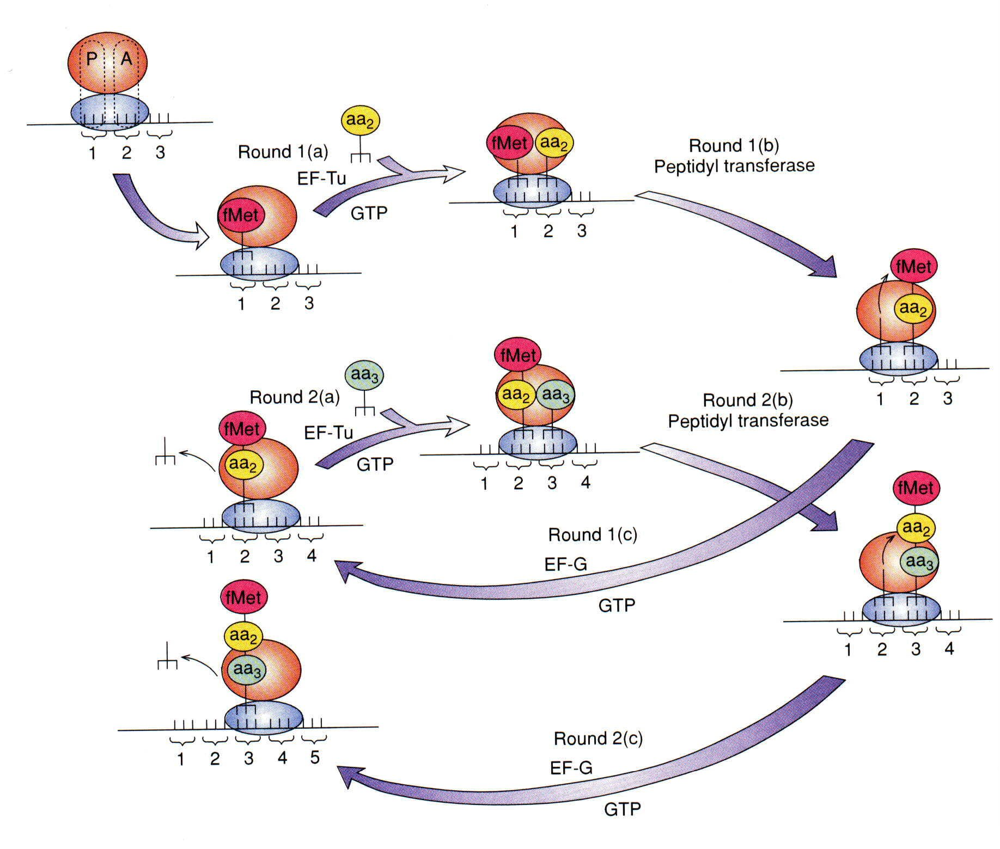 P A
1 2 3
aa2
Round 1(a)
EF-Tu
GTP
fMet
1 2 3
fMet aa2
1 2 3
Round 1(b)
Peptidyl transferase
fMet
aa2
1 2 3
aa3
Round 2(a)
EF-Tu
GTP
fMet
aa2
1 2 3 4
fMet
aa2 aa3
1 2 3 4
Round 2(b)
Peptidyl transferase
Round 1(c)
EF-G
GTP
fMet
aa2
aa3
1 2 3 4
fMet
aa2
aa3
1 2 3 4 5
Round 2(c)
EF-G
GTP